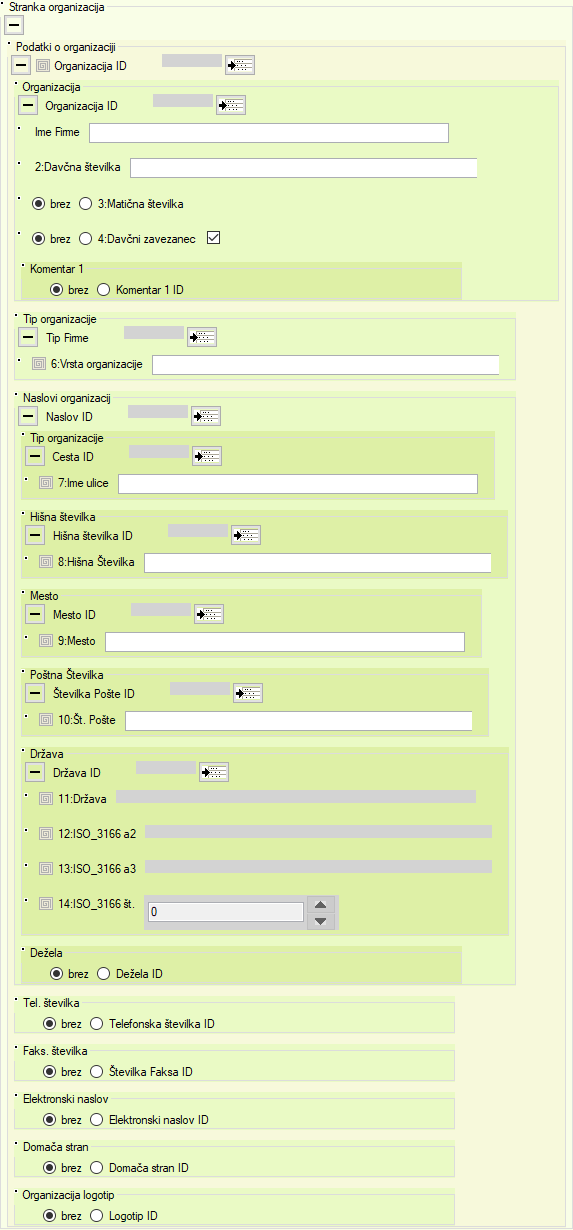 Stranka organizacija
Podatki o organizaciji
Organizacija ID
Organizacija
Organizacija ID
Ime Firme
2:Davčna številka
brez 3:Matična številka
brez 4:Davčni zavezanec
Komentar 1
brez Komentar 1 ID
Tip organizacije
Tip Firme
6:Vrsta organizacije
Naslovi organizacij
Naslov ID
Tip organizacije
Cesta ID
7:Ime ulice
Hišna številka
Hišna številka ID
8:Hišna Številka
Mesto
Mesto ID
9:Mesto
Poštna Številka
Številka Pošte ID
10:Št. Pošte
Država
Država ID
11:Država
12:ISO_3166 a2
13:ISO_3166 a3
14:ISO_3166 št. 0
Dežela
brez Dežela ID
Tel. številka
brez Telefonska številka ID
Faks. številka
brez Številka Faksa ID
Elektronski naslov
brez Elektronski naslov ID
Domača stran
brez Domača stran ID
Organizacija logotip
brez Logotip ID